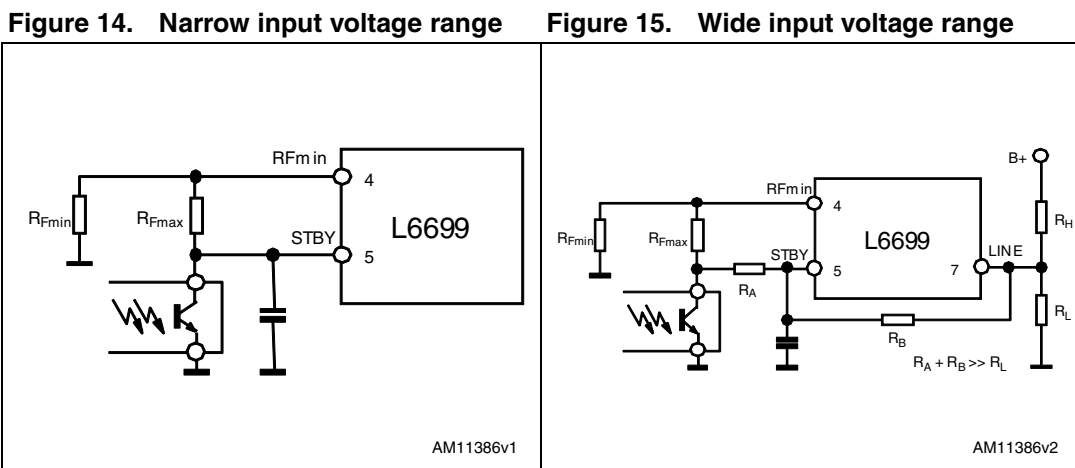 Figure 14. Narrow input voltage range
Figure 15. Wide input voltage range
RFmin
4
RFmin
RFmax
STBY
5
L6699
AM11386v1
B+
RFmin
4
RH
RFmin
RFmax
STBY
5
L6699
7
LINE
RA
RL
RB
RA + RB >> RL
AM11386v2